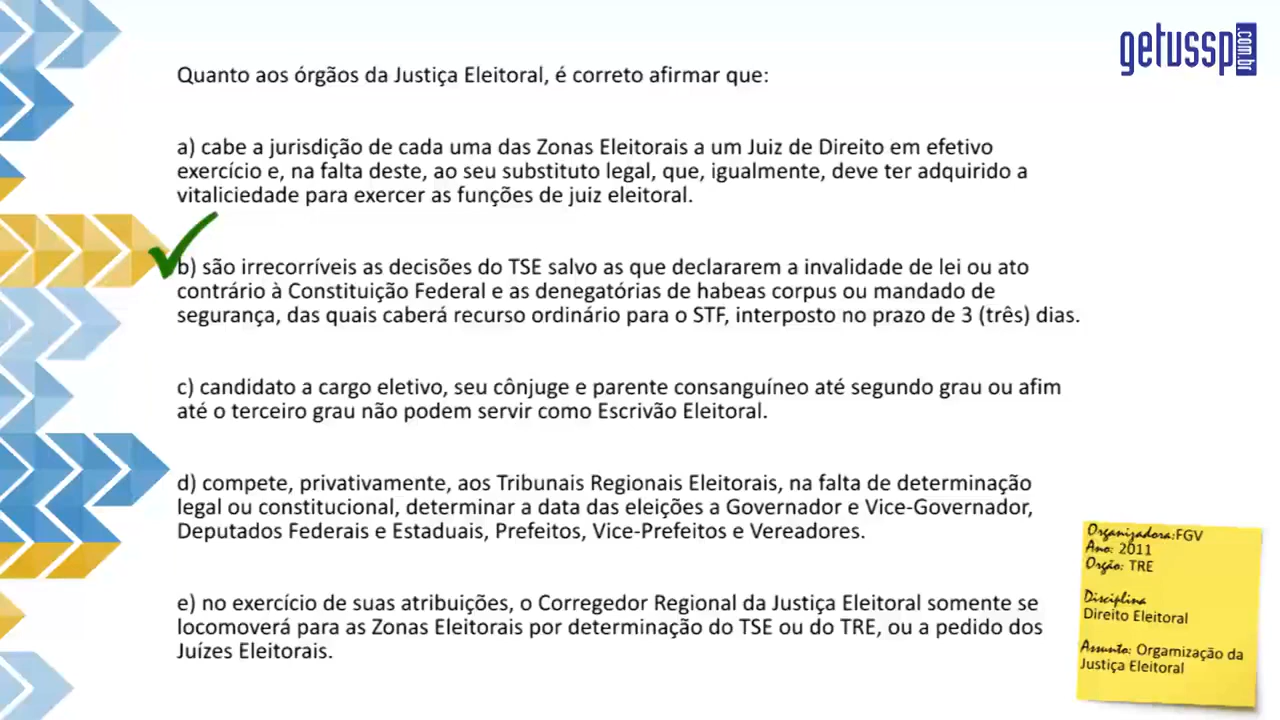 getussp.com.br
Quanto aos órgãos da Justiça Eleitoral, é correto afirmar que:
a) cabe a jurisdição de cada uma das Zonas Eleitorais a um Juiz de Direito em efetivo
exercício e, na falta deste, ao seu substituto legal, que, igualmente, deve ter adquirido a
vitaliciedade para exercer as funções de juiz eleitoral.
b) são irrecorríveis as decisões do TSE salvo as que declararem a invalidade de lei ou ato
contrário à Constituição Federal e as denegatórias de habeas corpus ou mandado de
segurança, das quais caberá recurso ordinário para o STF, interposto no prazo de 3 (três) dias.
c) candidato a cargo eletivo, seu cônjuge e parente consanguíneo até segundo grau ou afim
até o terceiro grau não podem servir como Escrivão Eleitoral.
d) compete, privativamente, aos Tribunais Regionais Eleitorais, na falta de determinação
legal ou constitucional, determinar a data das eleições a Governador e Vice-Governador,
Deputados Federais e Estaduais, Prefeitos, Vice-Prefeitos e Vereadores.
e) no exercício de suas atribuições, o Corregedor Regional da Justiça Eleitoral somente se
locomoverá para as Zonas Eleitorais por determinação do TSE ou do TRE, ou a pedido dos
Juízes Eleitorais.
Organizadora:FGV
Ano: 2011
Orgão: TRE
Disciplina
Direito Eleitoral
Assunto: Orgamização da
Justiça Eleitoral